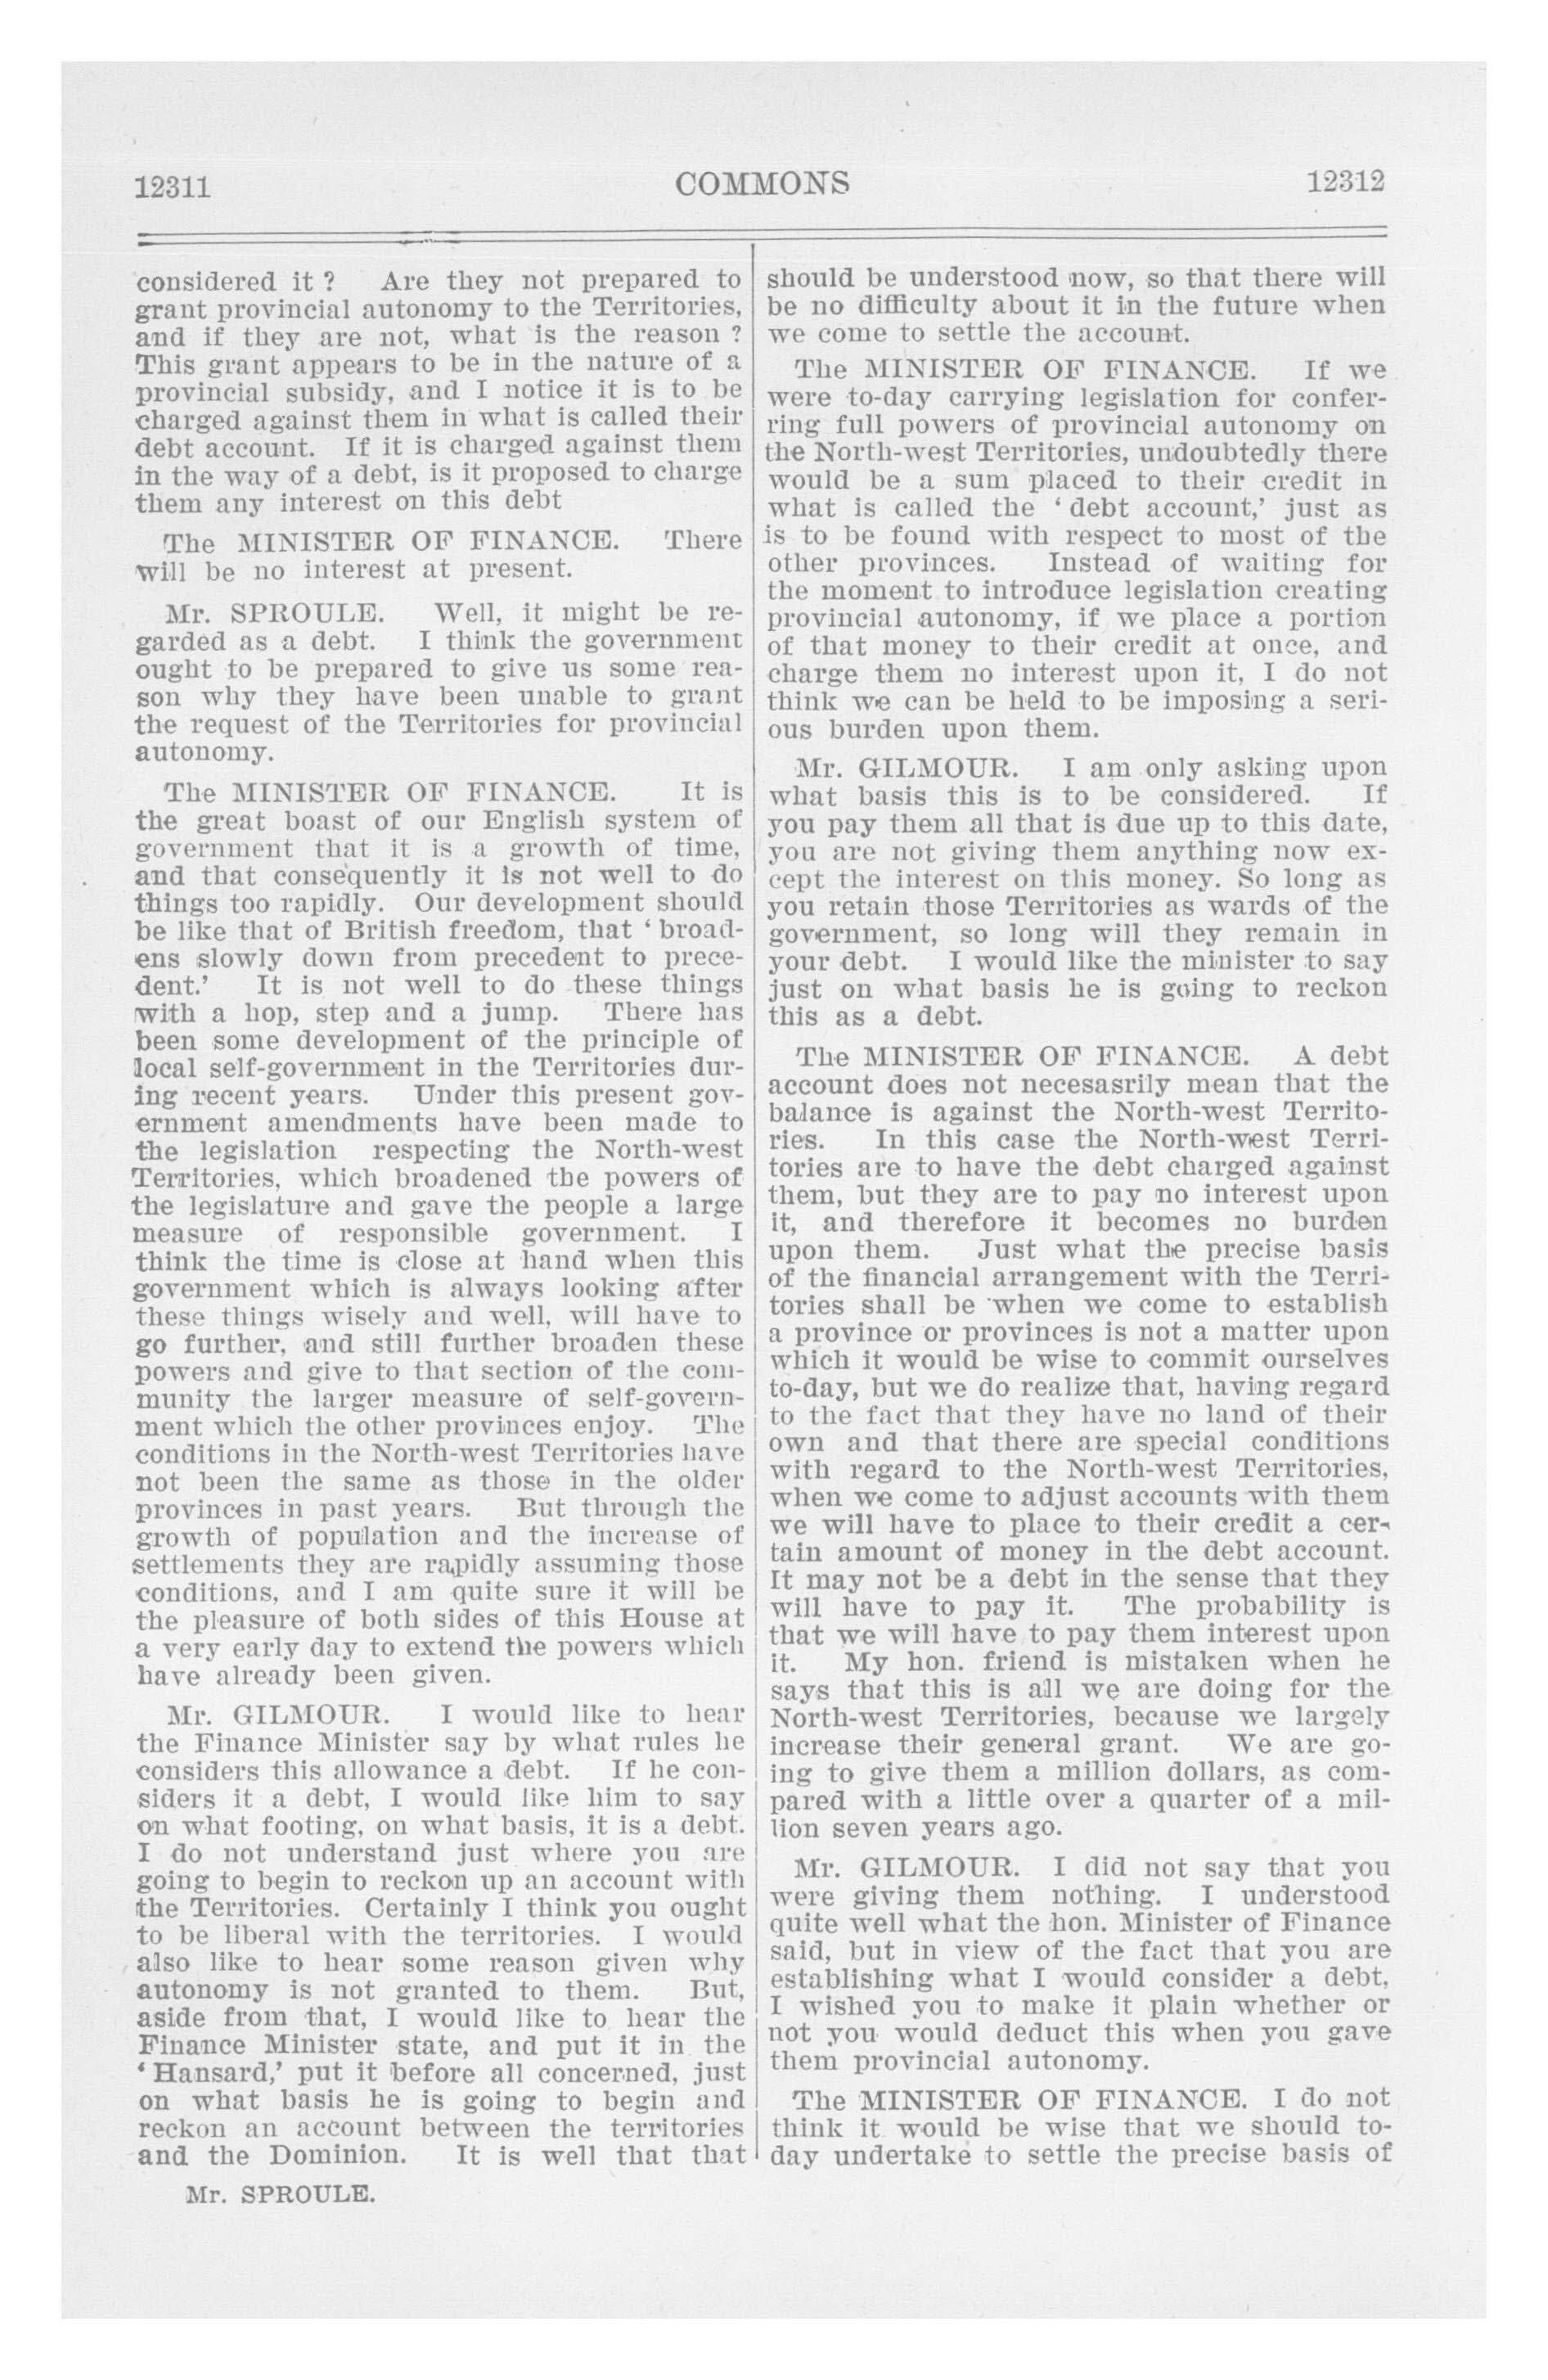 12311
COMMONS
12312
considered it ? Are they not prepared to
grant provincial autonomy to the Territories,
and if they are not, what is the reason ?
This grant appears to be in the nature of a
provincial subsidy, and I notice it is to be
charged against them in what is called their
debt account. If it is charged against them
in the way of a debt, is it proposed to charge
them any interest on this debt
The MINISTER OF FINANCE. There
will be no interest at present.
Mr. SPROULE. Well, it might be re-
garded as a debt. I think the government
ought to be prepared to give us some rea-
son why they have been unable to grant
the request of the Territories for provincial
autonomy.
The MINISTER OF FINANCE. It is
the great boast of our English system of
government that it is a growth of time,
and that consequently it is not well to do
things too rapidly. Our development should
be like that of British freedom, that ' broad-
ens slowly down from precedent to prece-
dent.' It is not well to do these things
with a hop, step and a jump. There has
been some development of the principle of
local self-government in the Territories dur-
ing recent years. Under this present gov-
ernment amendments have been made to
the legislation respecting the North-west
Territories, which broadened the powers of
the legislature and gave the people a large
measure of responsible government. I
think the time is close at hand when this
government which is always looking after
these things wisely and well, will have to
go further, and still further broaden these
powers and give to that section of the com-
munity the larger measure of self-govern-
ment which the other provinces enjoy. The
conditions in the North-west Territories have
not been the same as those in the older
provinces in past years. But through the
growth of population and the increase of
settlements they are rapidly assuming those
conditions, and I am quite sure it will be
the pleasure of both sides of this House at
a very early day to extend the powers which
have already been given.
Mr. GILMOUR. I would like to hear
the Finance Minister say by what rules he
considers this allowance a debt. If he con-
siders it a debt, I would like him to say
on what footing, on what basis, it is a debt.
I do not understand just where you are
going to begin to reckon up an account with
the Territories. Certainly I think you ought
to be liberal with the territories. I would
also like to hear some reason given why
autonomy is not granted to them. But,
aside from that, I would like to hear the
Finance Minister state, and put it in the
' Hansard,' put it before all concerned, just
on what basis he is going to begin and
reckon an account between the territories
and the Dominion. It is well that that
Mr. SPROULE.
should be understood now, so that there will
be no difficulty about it in the future when
we come to settle the account.
The MINISTER OF FINANCE. If we
were to-day carrying legislation for confer-
ring full powers of provincial autonomy on
the North-west Territories, undoubtedly there
would be a sum placed to their credit in
what is called the ' debt account,' just as
is to be found with respect to most of the
other provinces. Instead of waiting for
the moment to introduce legislation creating
provincial autonomy, if we place a portion
of that money to their credit at once, and
charge them no interest upon it, I do not
think we can be held to be imposing a seri-
ous burden upon them.
Mr. GILMOUR. I am only asking upon
what basis this is to be considered. If
you pay them all that is due up to this date,
you are not giving them anything now ex-
cept the interest on this money. So long as
you retain those Territories as wards of the
government, so long will they remain in
your debt. I would like the minister to say
just on what basis he is going to reckon
this as a debt.
The MINISTER OF FINANCE. A debt
account does not necesasrily mean that the
balance is against the North-west Territo-
ries. In this case the North-west Terri-
tories are to have the debt charged against
them, but they are to pay no interest upon
it, and therefore it becomes no burden
upon them. Just what the precise basis
of the financial arrangement with the Terri-
tories shall be when we come to establish
a province or provinces is not a matter upon
which it would be wise to commit ourselves
to-day, but we do realize that, having regard
to the fact that they have no land of their
own and that there are special conditions
with regard to the North-west Territories,
when we come to adjust accounts with them
we will have to place to their credit a cer-
tain amount of money in the debt account.
It may not be a debt in the sense that they
will have to pay it. The probability is
that we will have to pay them interest upon
it. My hon. friend is mistaken when he
says that this is all we are doing for the
North-west Territories, because we largely
increase their general grant. We are go-
ing to give them a million dollars, as com-
pared with a little over a quarter of a mil-
lion seven years ago.
Mr. GILMOUR. I did not say that you
were giving them nothing. I understood
quite well what the hon. Minister of Finance
said, but in view of the fact that you are
establishing what I would consider a debt,
I wished you to make it plain whether or
not you would deduct this when you gave
them provincial autonomy.
The MINISTER OF FINANCE. I do not
think it would be wise that we should to-
day undertake to settle the precise basis of